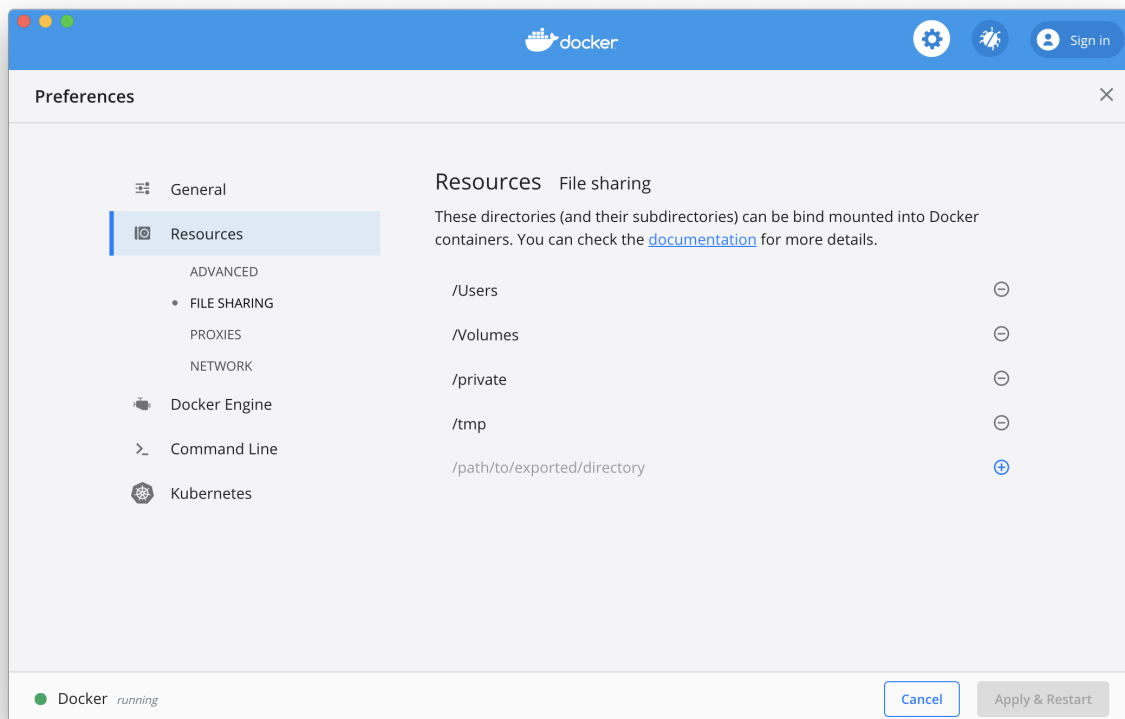 docker
Sign in
Preferences
General
Resources
ADVANCED
FILE SHARING
PROXIES
NETWORK
Docker Engine
Command Line
Kubernetes
Resources File sharing
These directories (and their subdirectories) can be bind mounted into Docker
containers. You can check the documentation for more details.
/Users
/Volumes
/private
/tmp
/path/to/exported/directory
Docker running
Cancel
Apply & Restart